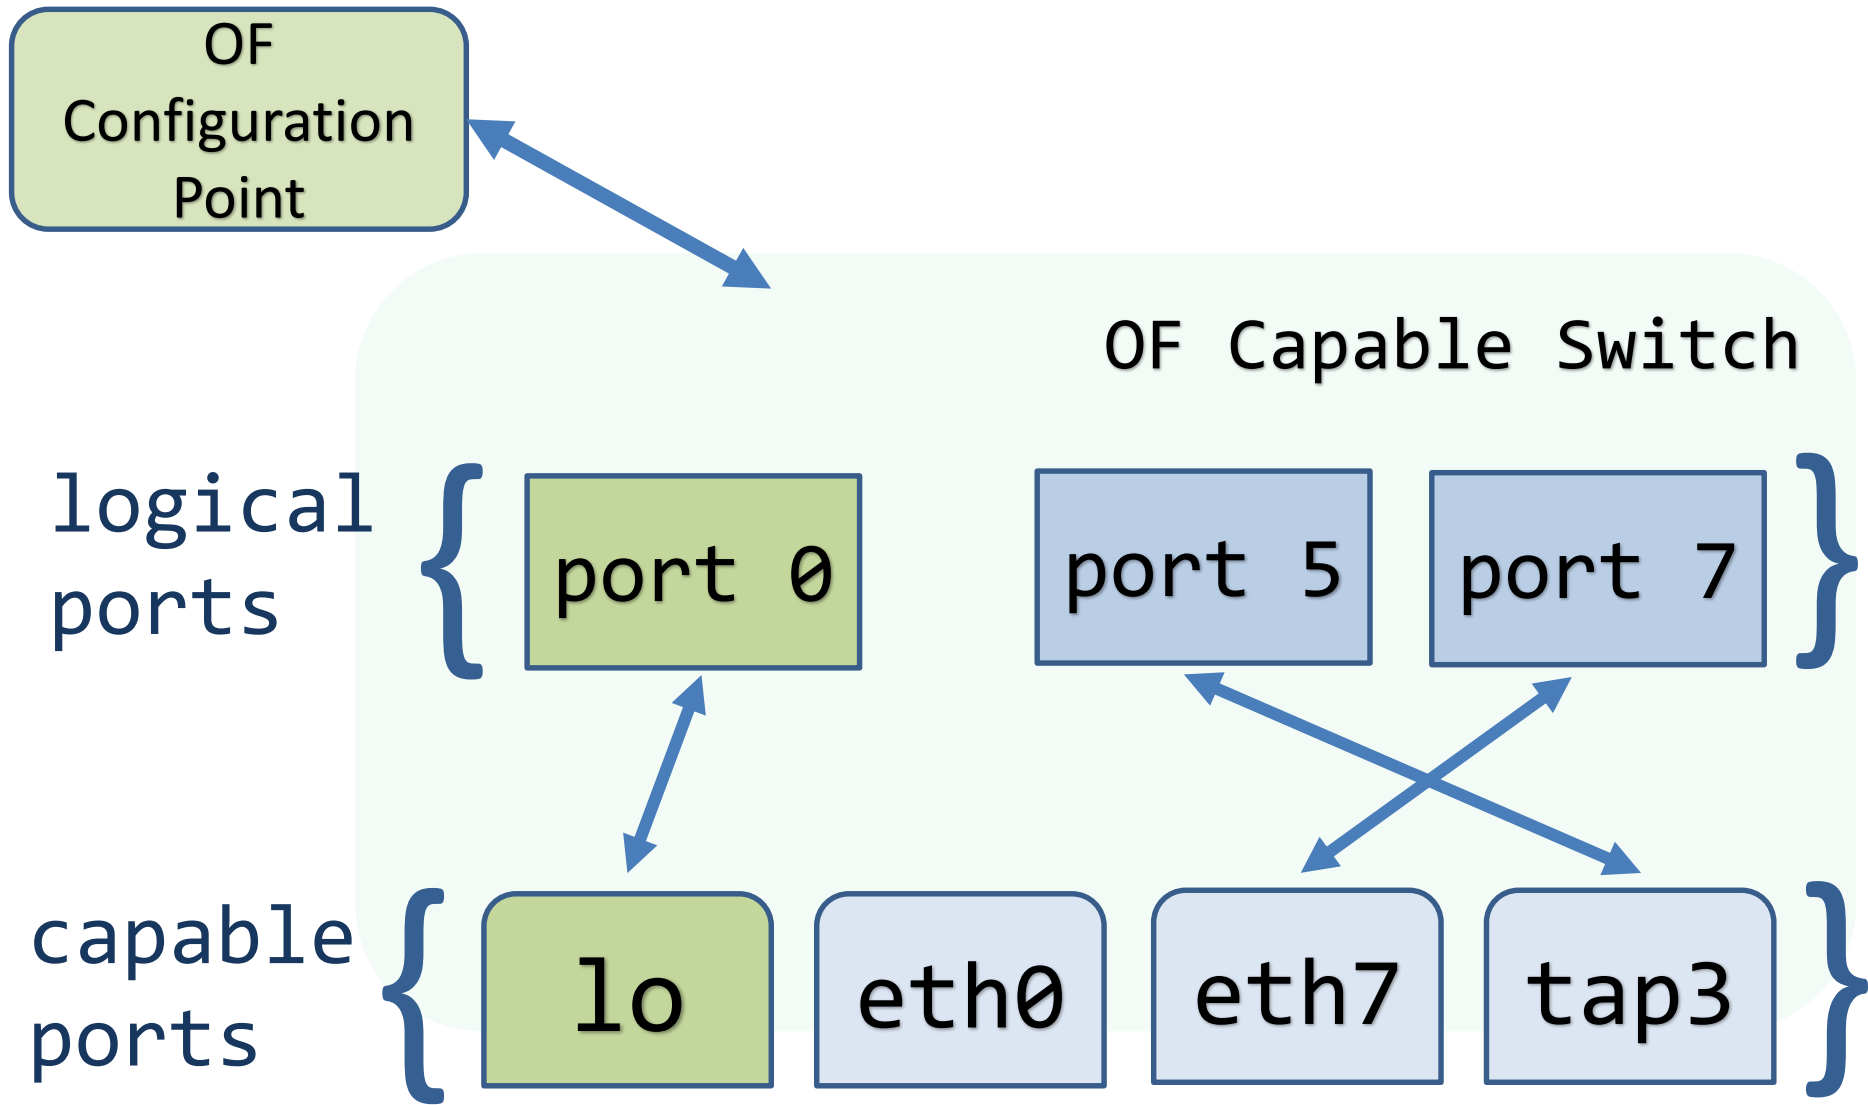 OF
Configuration
Point
OF Capable Switch
logical
ports
{
port 0
port 5
port 7
}
capable
ports
{
lo
eth0
eth7
tap3
}